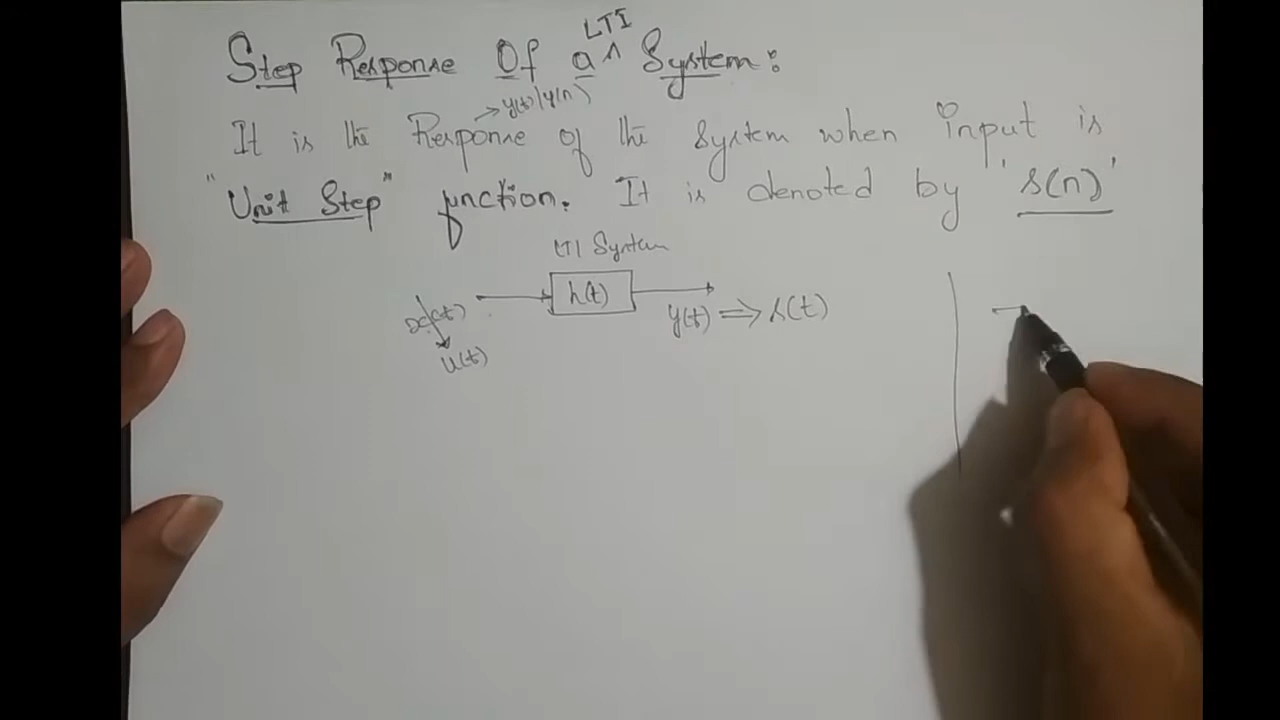 Step Response Of a ^ LTI System:
→ y(t)/y(n)
It is the Response of the System when input is
"Unit Step" function. It is denoted by 's(n)'
LTI System
x(t) h(t) y(t) ⇒ s(t)
u(t)